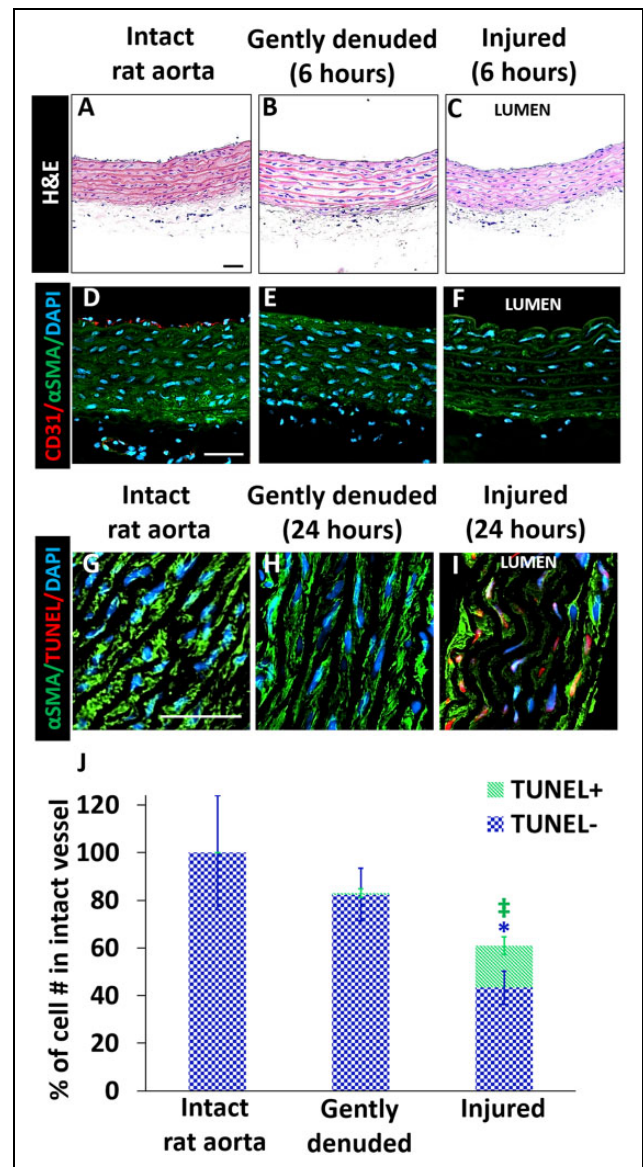 Intact
rat aorta
Gently denuded
(6 hours)
Injured
(6 hours)
H&E
A
B
C
LUMEN
CD31/αSMA/DAPI
D
E
F
LUMEN
Intact
rat aorta
Gently denuded
(24 hours)
Injured
(24 hours)
αSMA/TUNEL/DAPI
G
H
I
LUMEN
J
% of cell # in intact vessel
120
100
80
60
40
20
0
TUNEL+
TUNEL-
‡
*
Intact
rat aorta
Gently
denuded
Injured